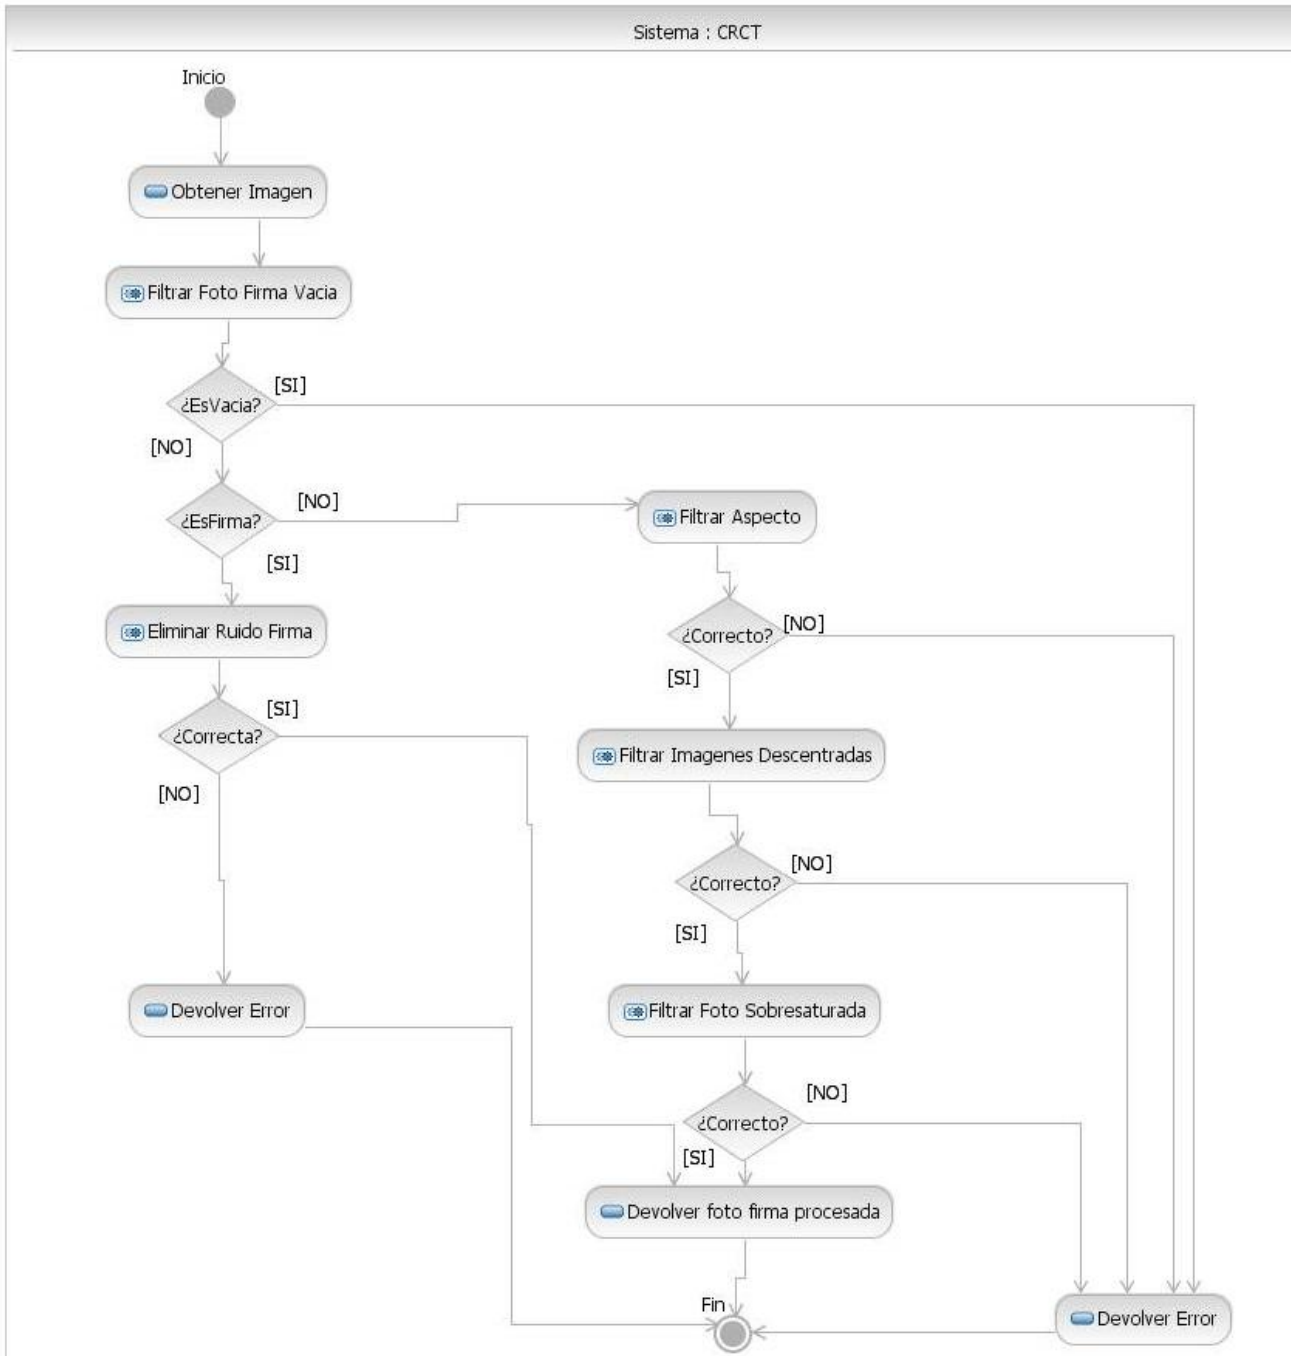 Sistema : CRCT
Inicio
Obtener Imagen
Filtrar Foto Firma Vacia
¿EsVacia?
[SI]
[NO]
¿EsFirma?
[NO]
[SI]
Filtrar Aspecto
¿Correcto?
[NO]
[SI]
Eliminar Ruido Firma
¿Correcta?
[SI]
[NO]
Filtrar Imagenes Descentradas
¿Correcto?
[NO]
[SI]
Devolver Error
Filtrar Foto Sobresaturada
¿Correcto?
[NO]
[SI]
Devolver foto firma procesada
Fin
Devolver Error